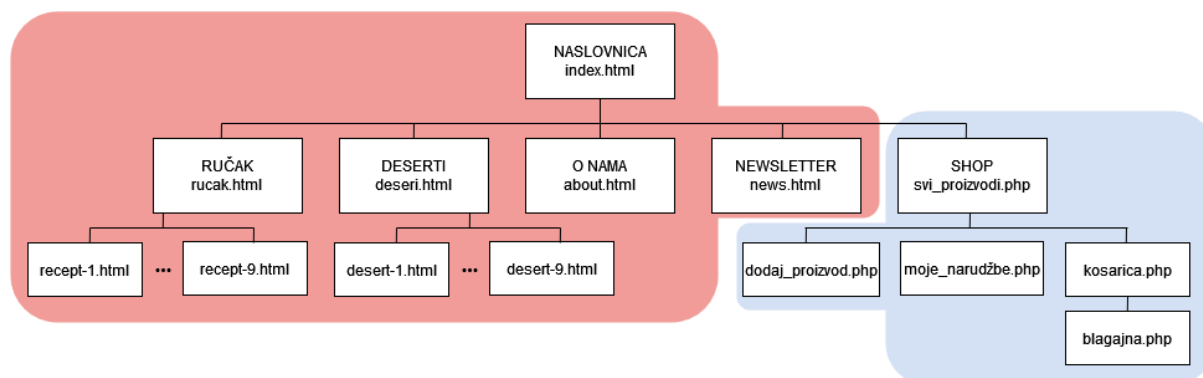 NASLOVNICA
index.html
RUČAK
rucak.html
DESERTI
deseri.html
O NAMA
about.html
NEWSLETTER
news.html
SHOP
svi_proizvodi.php
recept-1.html
...
recept-9.html
desert-1.html
...
desert-9.html
dodaj_proizvod.php
moje_narudžbe.php
kosarica.php
blagajna.php